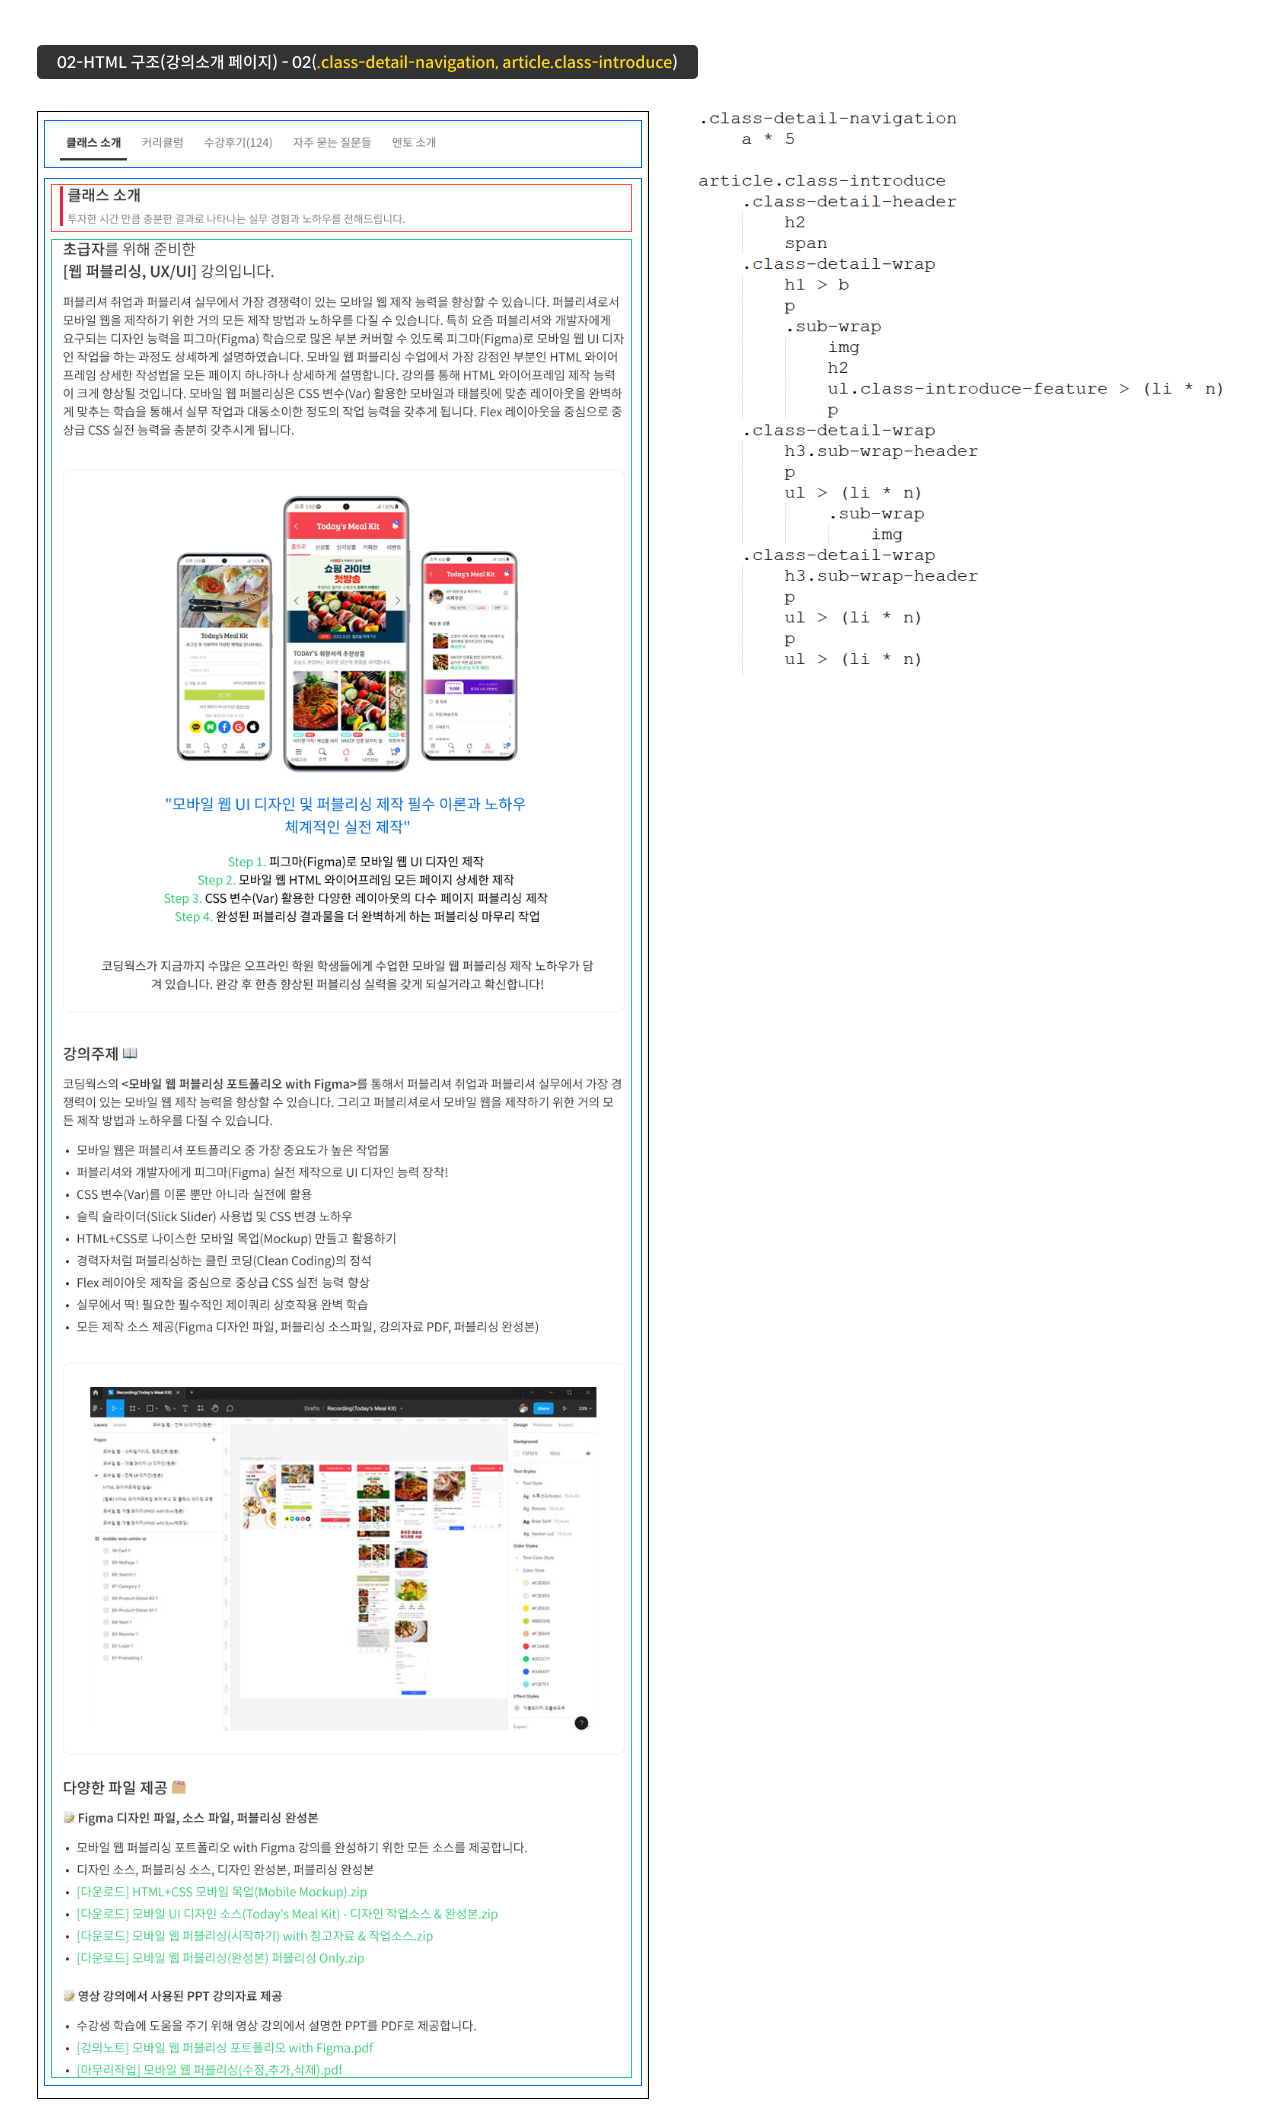 02-HTML 구조(강의소개 페이지) - 02(.class-detail-navigation, article.class-introduce)
클래스 소개 커리큘럼 수강후기(124) 자주 묻는 질문들 멘토 소개
클래스 소개
투자한 시간 만큼 충분한 결과로 나타나는 실무 경험과 노하우를 전해드립니다.
초급자를 위해 준비한
[웹 퍼블리싱, UX/UI] 강의입니다.
퍼블리셔 취업과 퍼블리셔 실무에서 가장 경쟁력이 있는 모바일 웹 제작 능력을 향상할 수 있습니다. 퍼블리셔로서
모바일 웹을 제작하기 위한 거의 모든 제작 방법과 노하우를 다질 수 있습니다. 특히 요즘 퍼블리셔와 개발자에게
요구되는 디자인 능력을 피그마(Figma) 학습으로 많은 부분 커버할 수 있도록 피그마(Figma)로 모바일 웹 UI 디자
인 작업을 하는 과정도 상세하게 설명하였습니다. 모바일 웹 퍼블리싱 수업에서 가장 강점인 부분인 HTML 와이어
프레임 상세한 작성법을 모든 페이지 하나하나 상세하게 설명합니다. 강의를 통해 HTML 와이어프레임 제작 능력
이 크게 향상될 것입니다. 모바일 웹 퍼블리싱은 CSS 변수(Var) 활용한 모바일과 태블릿에 맞춘 레이아웃을 완벽하
게 맞추는 학습을 통해서 실무 작업과 대동소이한 정도의 작업 능력을 갖추게 됩니다. Flex 레이아웃을 중심으로 중
상급 CSS 실전 능력을 충분히 갖추시게 됩니다.
Today's Meal Kit
홈으로 신상품 인기상품 기획전 이벤트
쇼핑 라이브
첫방송
TODAY'S 취향저격 추천상품
Today's Meal Kit
Today's Meal Kit
"모바일 웹 UI 디자인 및 퍼블리싱 제작 필수 이론과 노하우
체계적인 실전 제작"
Step 1. 피그마(Figma)로 모바일 웹 UI 디자인 제작
Step 2. 모바일 웹 HTML 와이어프레임 모든 페이지 상세한 제작
Step 3. CSS 변수(Var) 활용한 다양한 레이아웃의 다수 페이지 퍼블리싱 제작
Step 4. 완성된 퍼블리싱 결과물을 더 완벽하게 하는 퍼블리싱 마무리 작업
코딩웍스가 지금까지 수많은 오프라인 학원 학생들에게 수업한 모바일 웹 퍼블리싱 제작 노하우가 담
겨 있습니다. 완강 후 한층 향상된 퍼블리싱 실력을 갖게 되실거라고 확신합니다!
강의주제 📖
코딩웍스의 <모바일 웹 퍼블리싱 포트폴리오 with Figma>를 통해서 퍼블리셔 취업과 퍼블리셔 실무에서 가장 경
쟁력이 있는 모바일 웹 제작 능력을 향상할 수 있습니다. 그리고 퍼블리셔로서 모바일 웹을 제작하기 위한 거의 모
든 제작 방법과 노하우를 다질 수 있습니다.
• 모바일 웹은 퍼블리셔 포트폴리오 중 가장 중요도가 높은 작업물
• 퍼블리셔와 개발자에게 피그마(Figma) 실전 제작으로 UI 디자인 능력 장착!
• CSS 변수(Var)를 이론 뿐만 아니라 실전에 활용
• 슬릭 슬라이더(Slick Slider) 사용법 및 CSS 변경 노하우
• HTML+CSS로 나이스한 모바일 목업(Mockup) 만들고 활용하기
• 경력자처럼 퍼블리싱하는 클린 코딩(Clean Coding)의 정석
• Flex 레이아웃 제작을 중심으로 중상급 CSS 실전 능력 향상
• 실무에서 딱! 필요한 필수적인 제이쿼리 상호작용 완벽 학습
• 모든 제작 소스 제공(Figma 디자인 파일, 퍼블리싱 소스파일, 강의자료 PDF, 퍼블리싱 완성본)
Recording(Today's Meal Kit)
Drafts / Recording(Today's Meal Kit)
Share
23%
Layers Assets
Design Prototype Inspect
Pages
Background
Text Styles
Color Styles
Effect Styles
Export
다양한 파일 제공
📝 Figma 디자인 파일, 소스 파일, 퍼블리싱 완성본
• 모바일 웹 퍼블리싱 포트폴리오 with Figma 강의를 완성하기 위한 모든 소스를 제공합니다.
• 디자인 소스, 퍼블리싱 소스, 디자인 완성본, 퍼블리싱 완성본
• [다운로드] HTML+CSS 모바일 목업(Mobile Mockup).zip
• [다운로드] 모바일 UI 디자인 소스(Today's Meal Kit) - 디자인 작업소스 & 완성본.zip
• [다운로드] 모바일 웹 퍼블리싱(시작하기) with 참고자료 & 작업소스.zip
• [다운로드] 모바일 웹 퍼블리싱(완성본) 퍼블리싱 Only.zip
📝 영상 강의에서 사용된 PPT 강의자료 제공
• 수강생 학습에 도움을 주기 위해 영상 강의에서 설명한 PPT를 PDF로 제공합니다.
• [강의노트] 모바일 웹 퍼블리싱 포트폴리오 with Figma.pdf
• [마무리작업] 모바일 웹 퍼블리싱(수정,추가,삭제).pdf
.class-detail-navigation
a * 5
article.class-introduce
.class-detail-header
h2
span
.class-detail-wrap
h1 > b
p
.sub-wrap
img
h2
ul.class-introduce-feature > (li * n)
p
.class-detail-wrap
h3.sub-wrap-header
p
ul > (li * n)
.sub-wrap
img
.class-detail-wrap
h3.sub-wrap-header
p
ul > (li * n)
p
ul > (li * n)